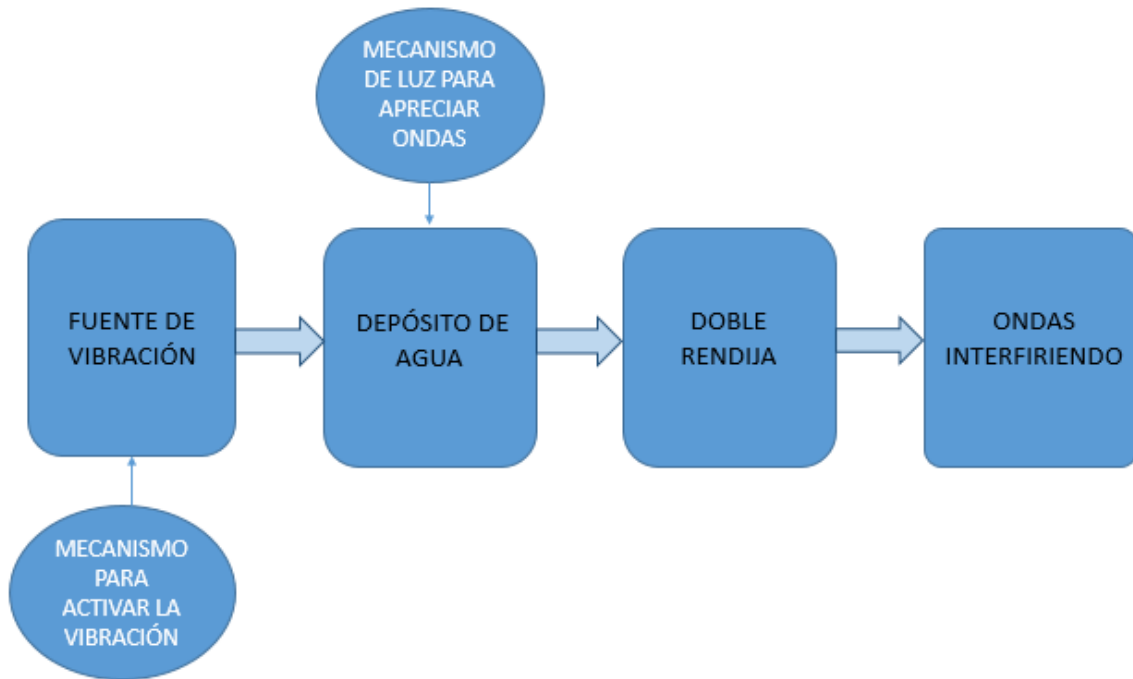 MECANISMO
DE LUZ PARA
APRECIAR
ONDAS
FUENTE DE
VIBRACIÓN
DEPÓSITO DE
AGUA
DOBLE
RENDIJA
ONDAS
INTERFIRIENDO
MECANISMO
PARA
ACTIVAR LA
VIBRACIÓN